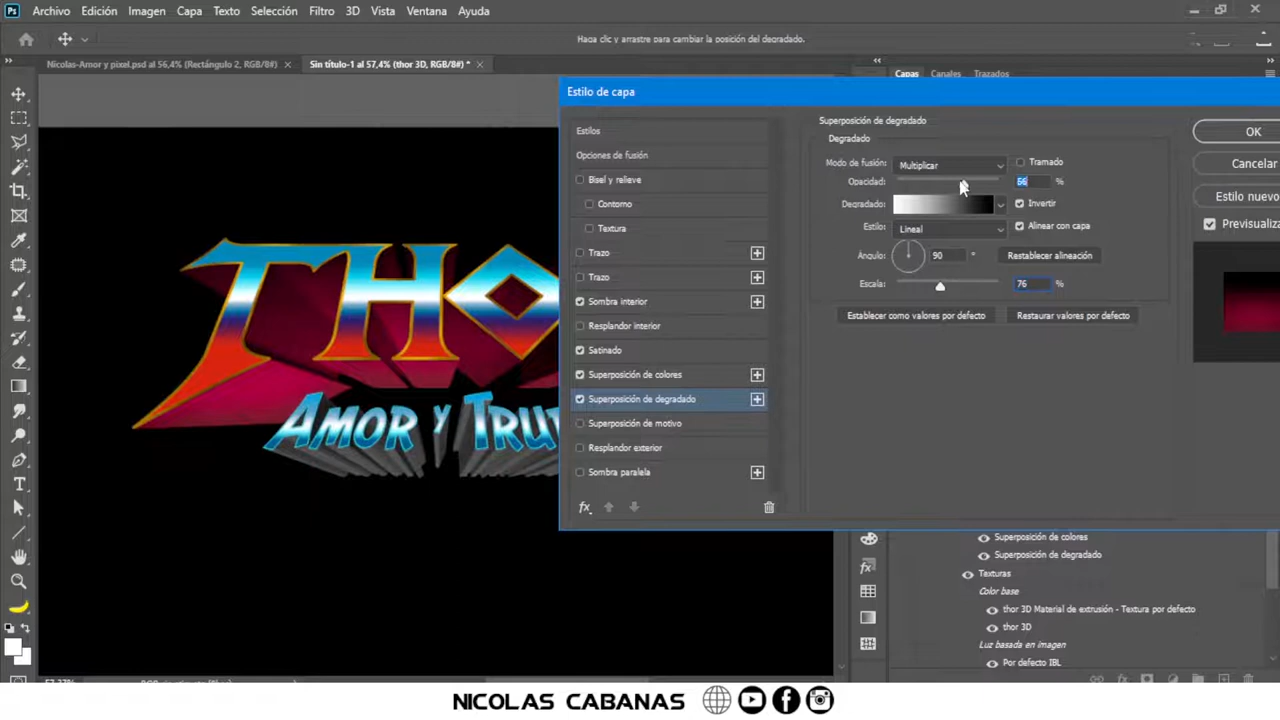 Ps Archivo Edición Imagen Capa Texto Selección Filtro 3D Vista Ventana Ayuda
Haga clic y arrastre para cambiar la posición del degradado.
Nicolas-Amor y pixel.psd al 56,4% (Rectángulo 2, RGB/8#) Sin título-1 al 57,4% (thor 3D, RGB/8#) *
Capas Canales Trazados
Estilo de capa
Estilos
Opciones de fusión
Bisel y relieve
Contorno
Textura
Trazo
Trazo
Sombra interior
Resplandor interior
Satinado
Superposición de colores
Superposición de degradado
Superposición de motivo
Resplandor exterior
Sombra paralela
fx
Superposición de degradado
Degradado
Modo de fusión: Multiplicar Tramado
Opacidad: 66 %
Degradado: Invertir
Estilo: Lineal Alinear con capa
Ángulo: 90 ° Restablecer alineación
Escala: 76 %
Establecer como valores por defecto Restaurar valores por defecto
OK
Cancelar
Estilo nuevo
Previsualiza
THO
AMOR Y TRU
Superposición de colores
Superposición de degradado
Texturas
Color base
thor 3D Material de extrusión - Textura por defecto
thor 3D
Luz basada en imagen
Por defecto IBL
NICOLAS CABANAS